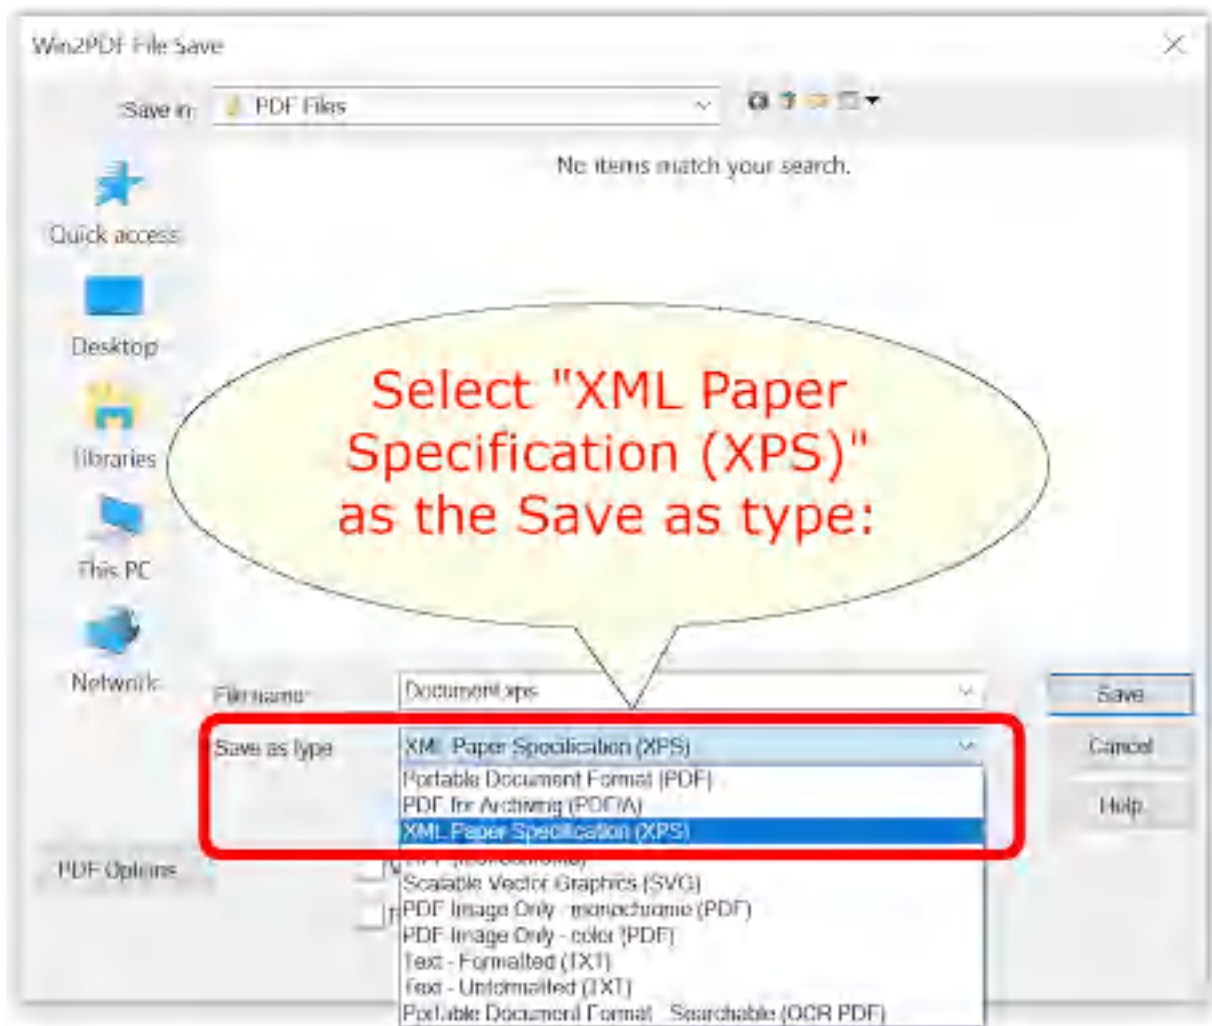 Win2PDF File Save
Save in:
PDF Files
No items match your search.
Quick access
Desktop
Libraries
This PC
Network
Select "XML Paper
Specification (XPS)"
as the Save as type:
File name:
Document.xps
Save
Save as type
XML Paper Specification (XPS)
Cancel
Portable Document Format (PDF)
PDF for Archiving (PDF/A)
Help
XML Paper Specification (XPS)
PDF Options
Scalable Vector Graphics (SVG)
PDF Image Only - monochrome (PDF)
PDF Image Only - color (PDF)
Text - Formatted (TXT)
Text - Unformatted (TXT)
Portable Document Format - Searchable (OCR PDF)